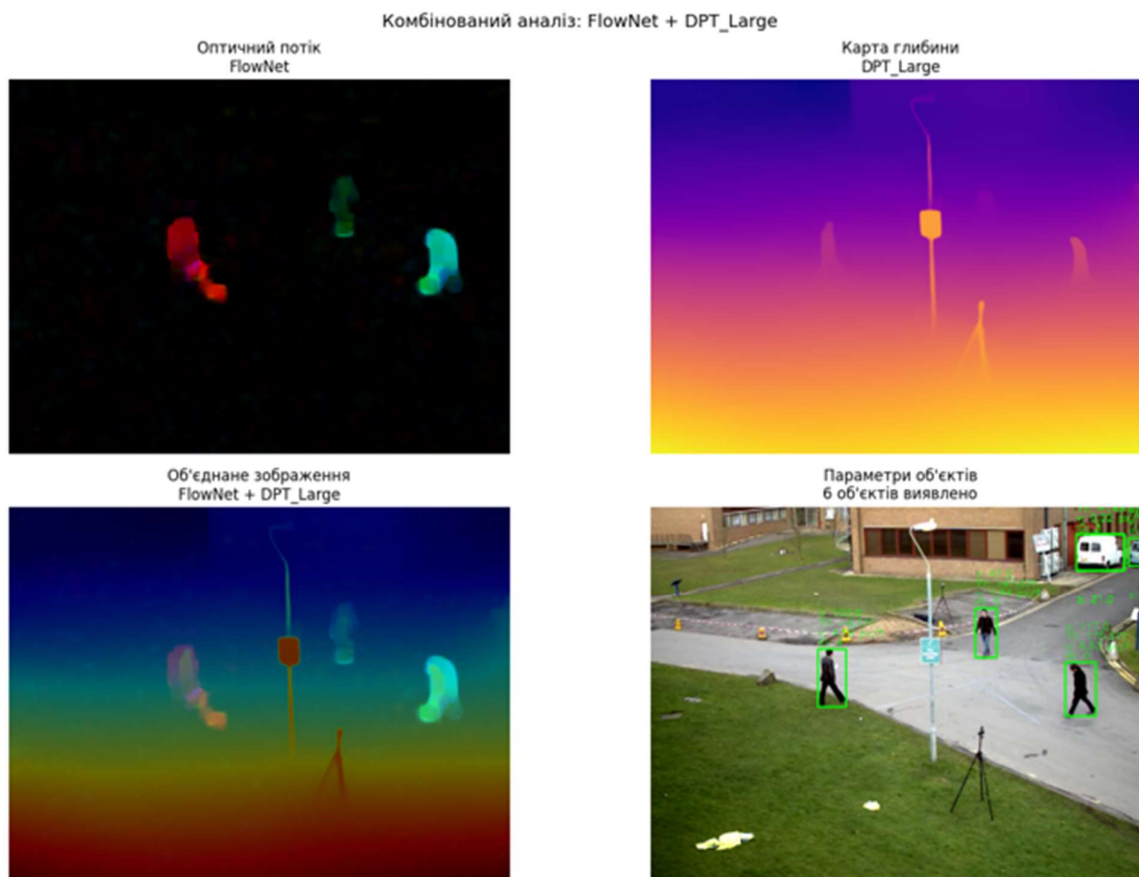 Комбінований аналіз: FlowNet + DPT_Large
Оптичний потік
FlowNet
Карта глибини
DPT_Large
Об'єднане зображення
FlowNet + DPT_Large
Параметри об'єктів
6 об'єктів виявлено